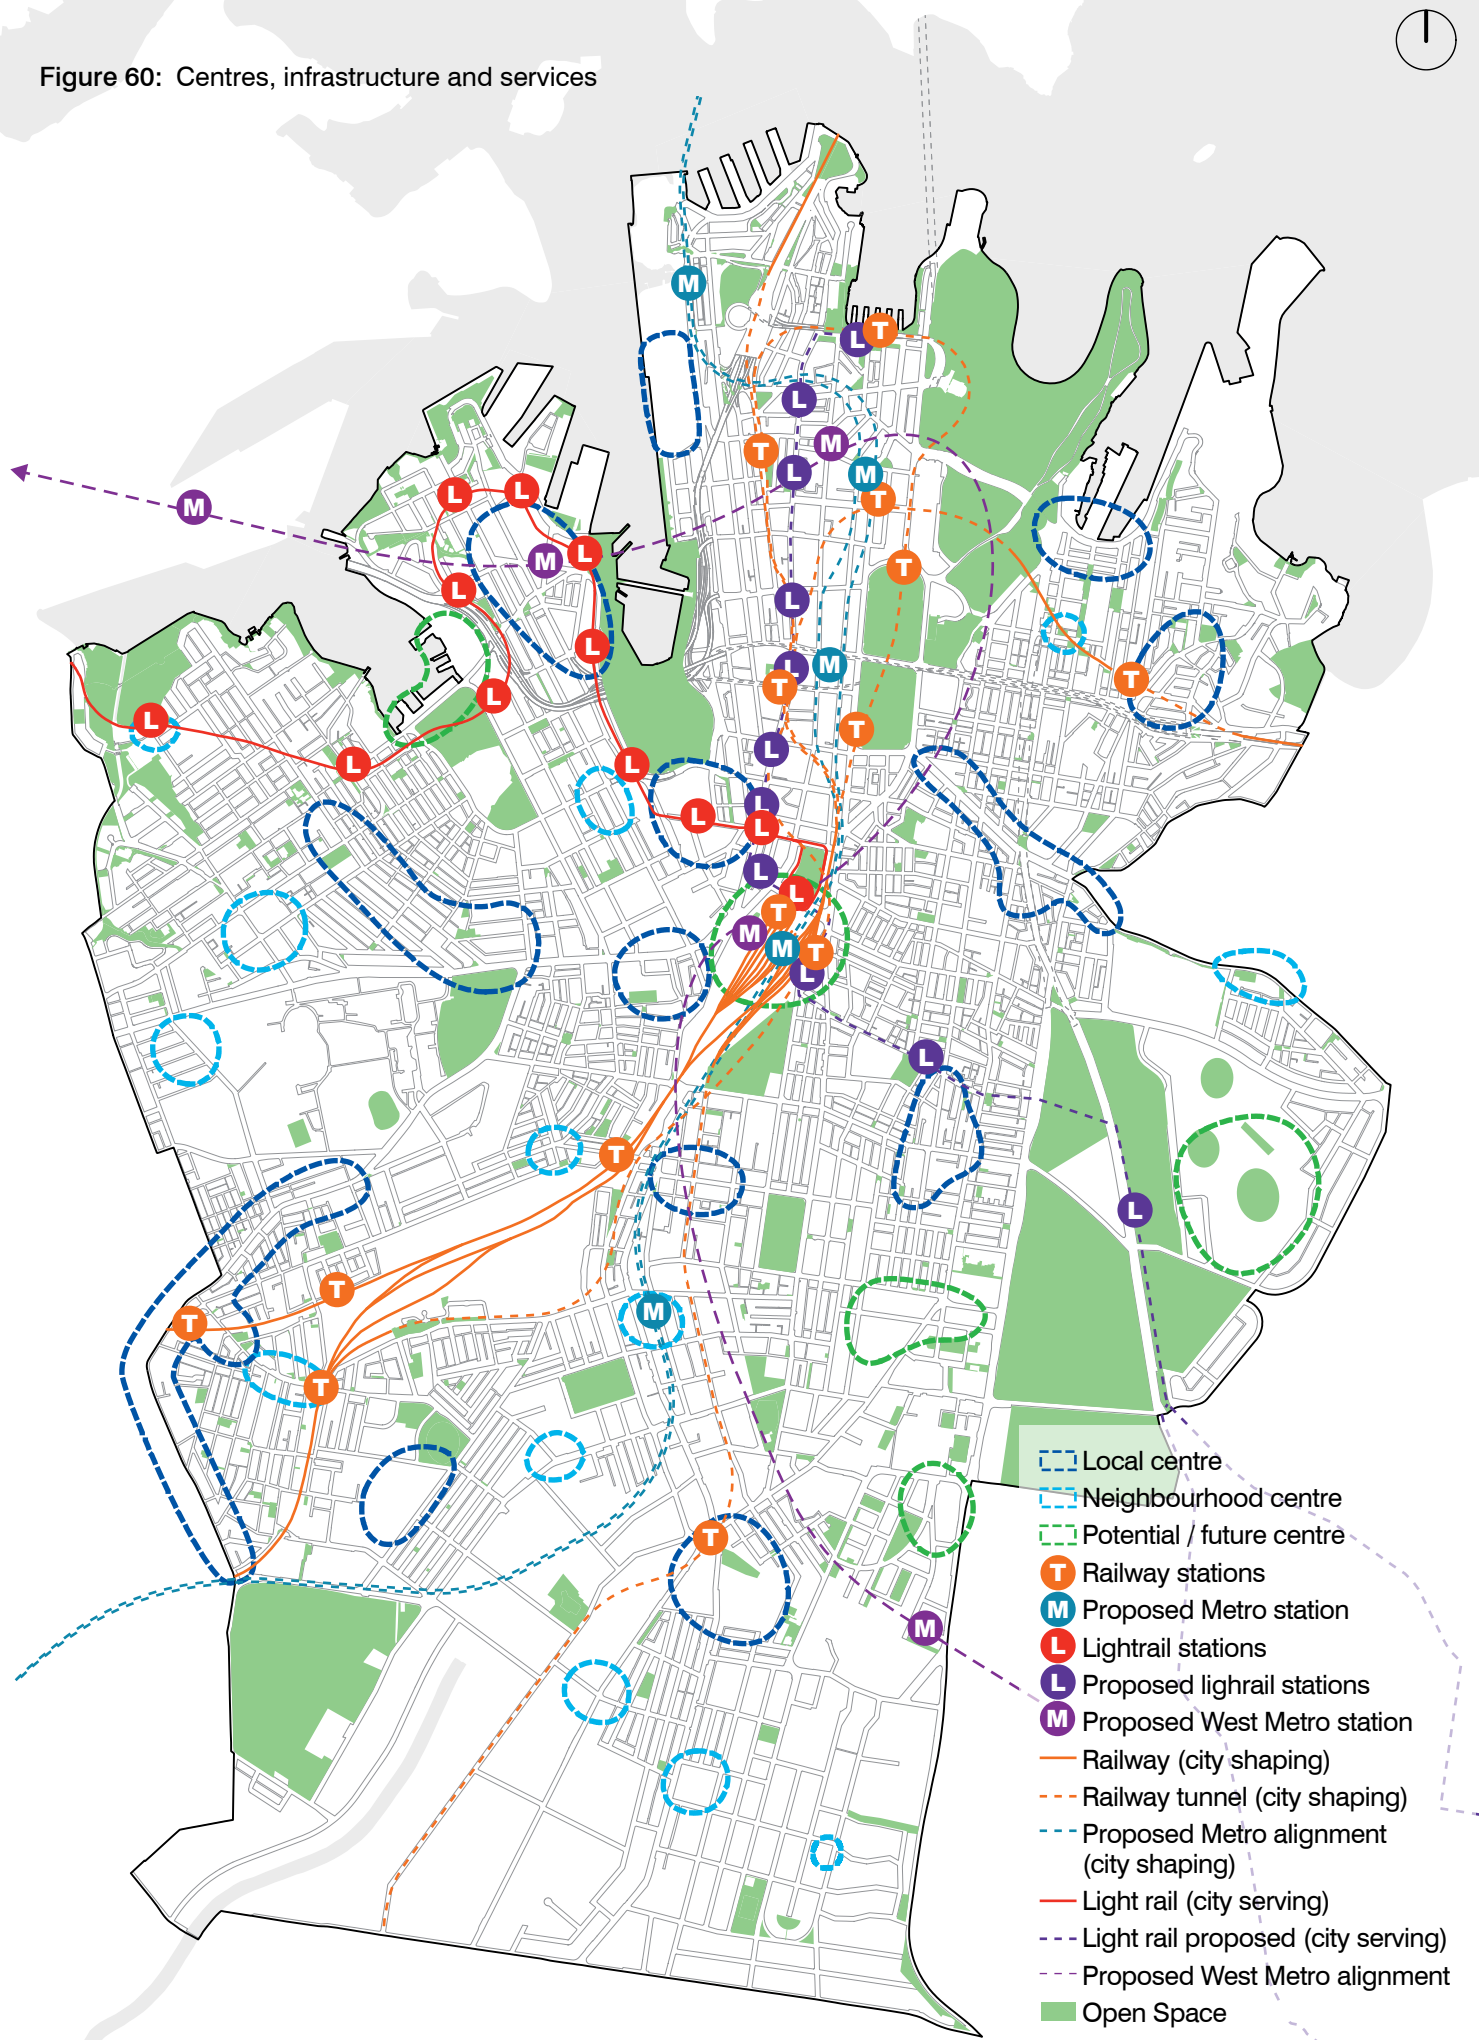 Figure 60: Centres, infrastructure and services
M
L T
L
M
T
L
M
T
M
L L
L
M
T
L
L
L
M
L
T
T
L
L
T
L
L
L
L
L
L
L
L
L
T
M
M
T
L
L
T
L
T
M
T
T
T
M
Local centre
Neighbourhood centre
Potential / future centre
T Railway stations
M Proposed Metro station
L Lightrail stations
L Proposed lighrail stations
M Proposed West Metro station
Railway (city shaping)
Railway tunnel (city shaping)
Proposed Metro alignment
(city shaping)
Light rail (city serving)
Light rail proposed (city serving)
Proposed West Metro alignment
Open Space